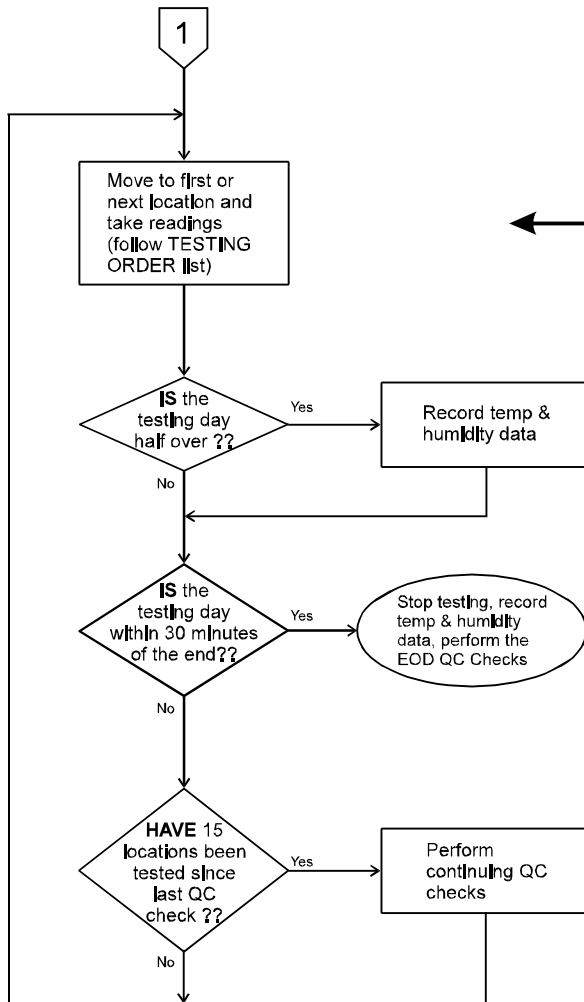 1
Move to first or
next location and
take readings
(follow TESTING
ORDER list)
IS the
testing day
half over ??
Yes
Record temp &
humidity data
No
IS the
testing day
within 30 minutes
of the end??
Yes
Stop testing, record
temp & humidity
data, perform the
EOD QC Checks
No
HAVE 15
locations been
tested since
last QC
check ??
Yes
Perform
continuing QC
checks
No